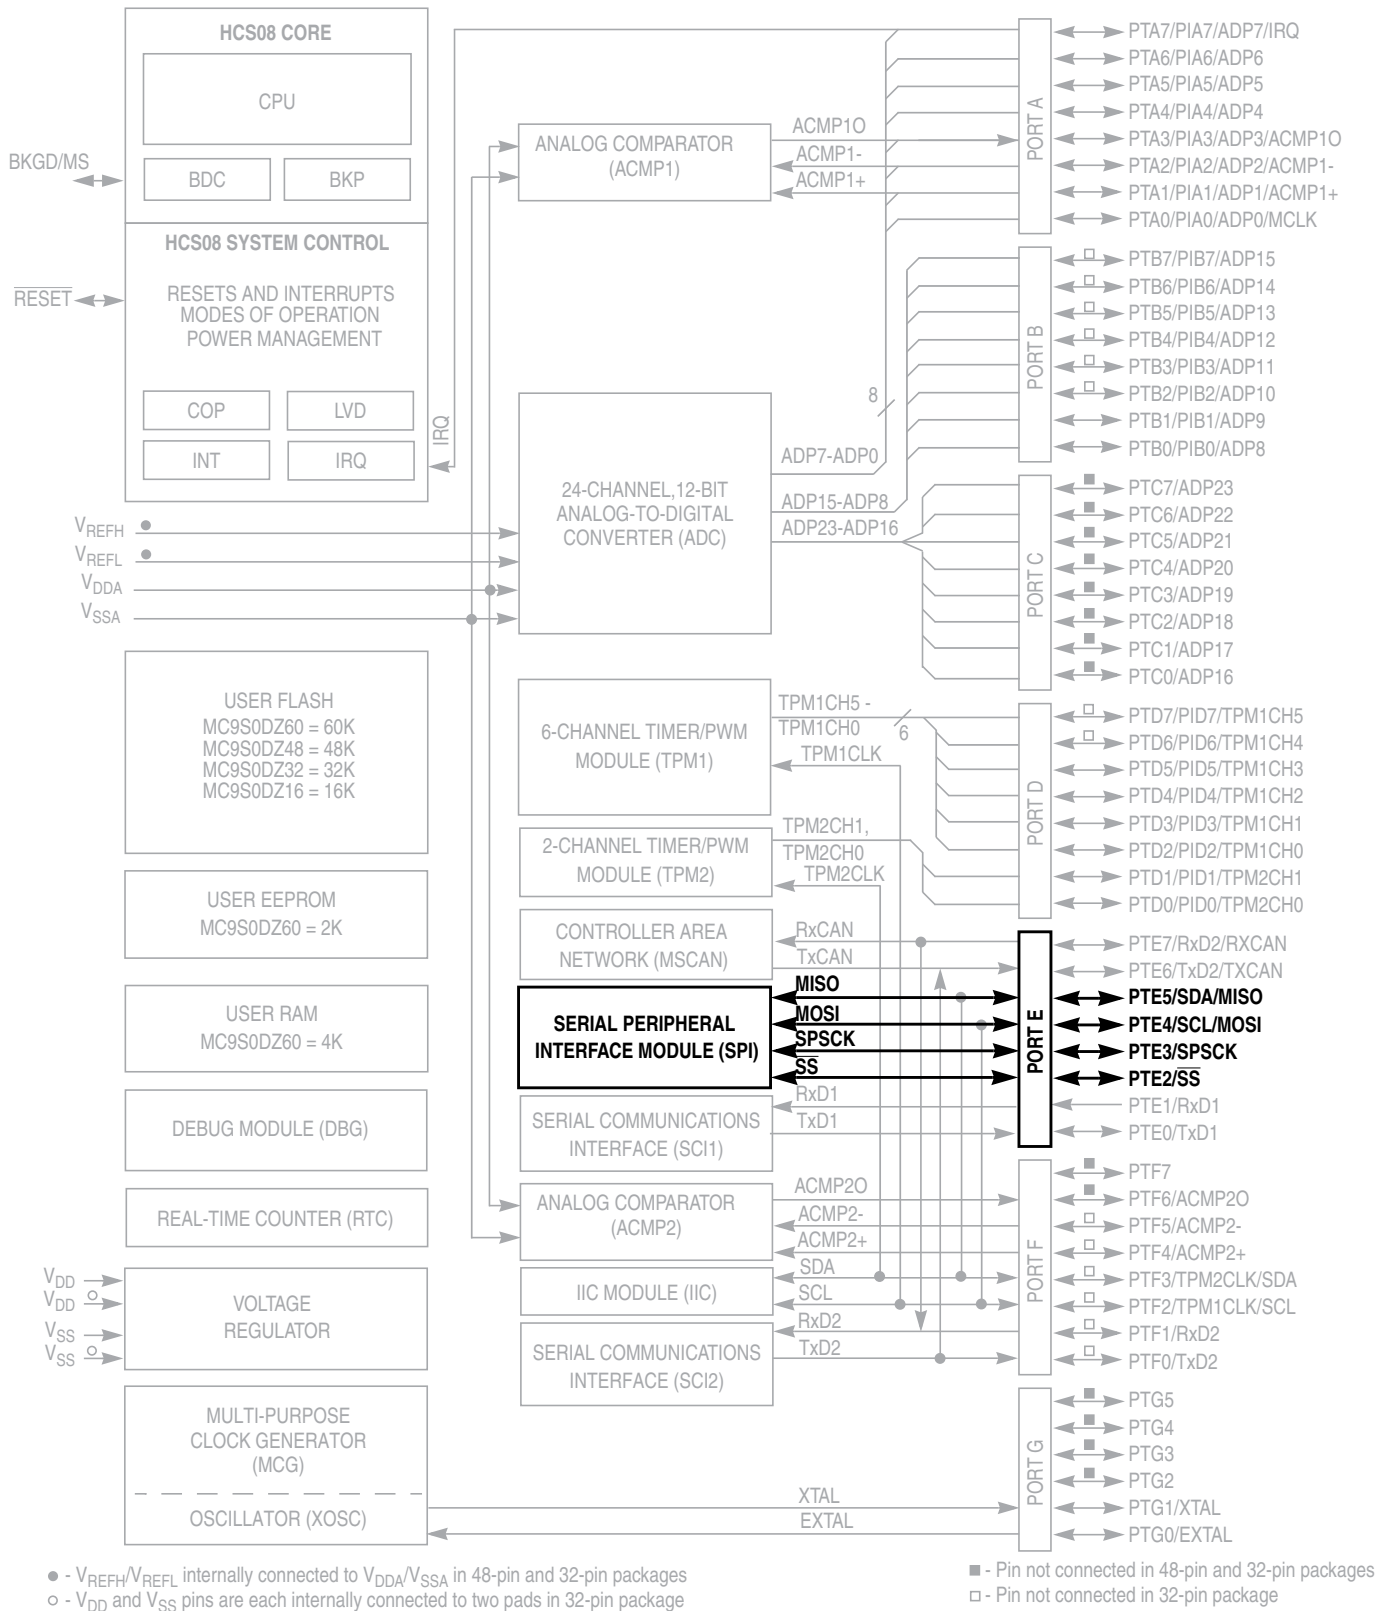 HCS08 CORE
CPU
BDC
BKP
BKGD/MS
HCS08 SYSTEM CONTROL
RESETS AND INTERRUPTS
MODES OF OPERATION
POWER MANAGEMENT
RESET
COP
LVD
INT
IRQ
IRQ
VREFH
VREFL
VDDA
VSSA
USER FLASH
MC9S0DZ60 = 60K
MC9S0DZ48 = 48K
MC9S0DZ32 = 32K
MC9S0DZ16 = 16K
USER EEPROM
MC9S0DZ60 = 2K
USER RAM
MC9S0DZ60 = 4K
DEBUG MODULE (DBG)
REAL-TIME COUNTER (RTC)
VDD
VDD
VSS
VSS
VOLTAGE
REGULATOR
MULTI-PURPOSE
CLOCK GENERATOR
(MCG)
OSCILLATOR (XOSC)
ANALOG COMPARATOR
(ACMP1)
ACMP1O
ACMP1-
ACMP1+
24-CHANNEL,12-BIT
ANALOG-TO-DIGITAL
CONVERTER (ADC)
8
ADP7-ADP0
ADP15-ADP8
ADP23-ADP16
6-CHANNEL TIMER/PWM
MODULE (TPM1)
TPM1CH5 -
TPM1CH0
6
TPM1CLK
2-CHANNEL TIMER/PWM
MODULE (TPM2)
TPM2CH1,
TPM2CH0
TPM2CLK
CONTROLLER AREA
NETWORK (MSCAN)
RxCAN
TxCAN
SERIAL PERIPHERAL
INTERFACE MODULE (SPI)
MISO
MOSI
SPSCK
SS
SERIAL COMMUNICATIONS
INTERFACE (SCI1)
RxD1
TxD1
ANALOG COMPARATOR
(ACMP2)
ACMP2O
ACMP2-
ACMP2+
IIC MODULE (IIC)
SDA
SCL
SERIAL COMMUNICATIONS
INTERFACE (SCI2)
RxD2
TxD2
XTAL
EXTAL
PORT A
PTA7/PIA7/ADP7/IRQ
PTA6/PIA6/ADP6
PTA5/PIA5/ADP5
PTA4/PIA4/ADP4
PTA3/PIA3/ADP3/ACMP1O
PTA2/PIA2/ADP2/ACMP1-
PTA1/PIA1/ADP1/ACMP1+
PTA0/PIA0/ADP0/MCLK
PORT B
PTB7/PIB7/ADP15
PTB6/PIB6/ADP14
PTB5/PIB5/ADP13
PTB4/PIB4/ADP12
PTB3/PIB3/ADP11
PTB2/PIB2/ADP10
PTB1/PIB1/ADP9
PTB0/PIB0/ADP8
PORT C
PTC7/ADP23
PTC6/ADP22
PTC5/ADP21
PTC4/ADP20
PTC3/ADP19
PTC2/ADP18
PTC1/ADP17
PTC0/ADP16
PORT D
PTD7/PID7/TPM1CH5
PTD6/PID6/TPM1CH4
PTD5/PID5/TPM1CH3
PTD4/PID4/TPM1CH2
PTD3/PID3/TPM1CH1
PTD2/PID2/TPM1CH0
PTD1/PID1/TPM2CH1
PTD0/PID0/TPM2CH0
PORT E
PTE7/RxD2/RXCAN
PTE6/TxD2/TXCAN
PTE5/SDA/MISO
PTE4/SCL/MOSI
PTE3/SPSCK
PTE2/SS
PTE1/RxD1
PTE0/TxD1
PORT F
PTF7
PTF6/ACMP2O
PTF5/ACMP2-
PTF4/ACMP2+
PTF3/TPM2CLK/SDA
PTF2/TPM1CLK/SCL
PTF1/RxD2
PTF0/TxD2
PORT G
PTG5
PTG4
PTG3
PTG2
PTG1/XTAL
PTG0/EXTAL
● - VREFH/VREFL internally connected to VDDA/VSSA in 48-pin and 32-pin packages
○ - VDD and VSS pins are each internally connected to two pads in 32-pin package
■ - Pin not connected in 48-pin and 32-pin packages
□ - Pin not connected in 32-pin package